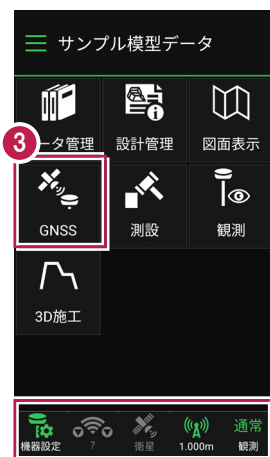 サンプル模型データ
3
ータ管理 設計管理 図面表示
GNSS 測設 観測
3D施工
機器設定 ? 衛星 1.000m 通常
観測